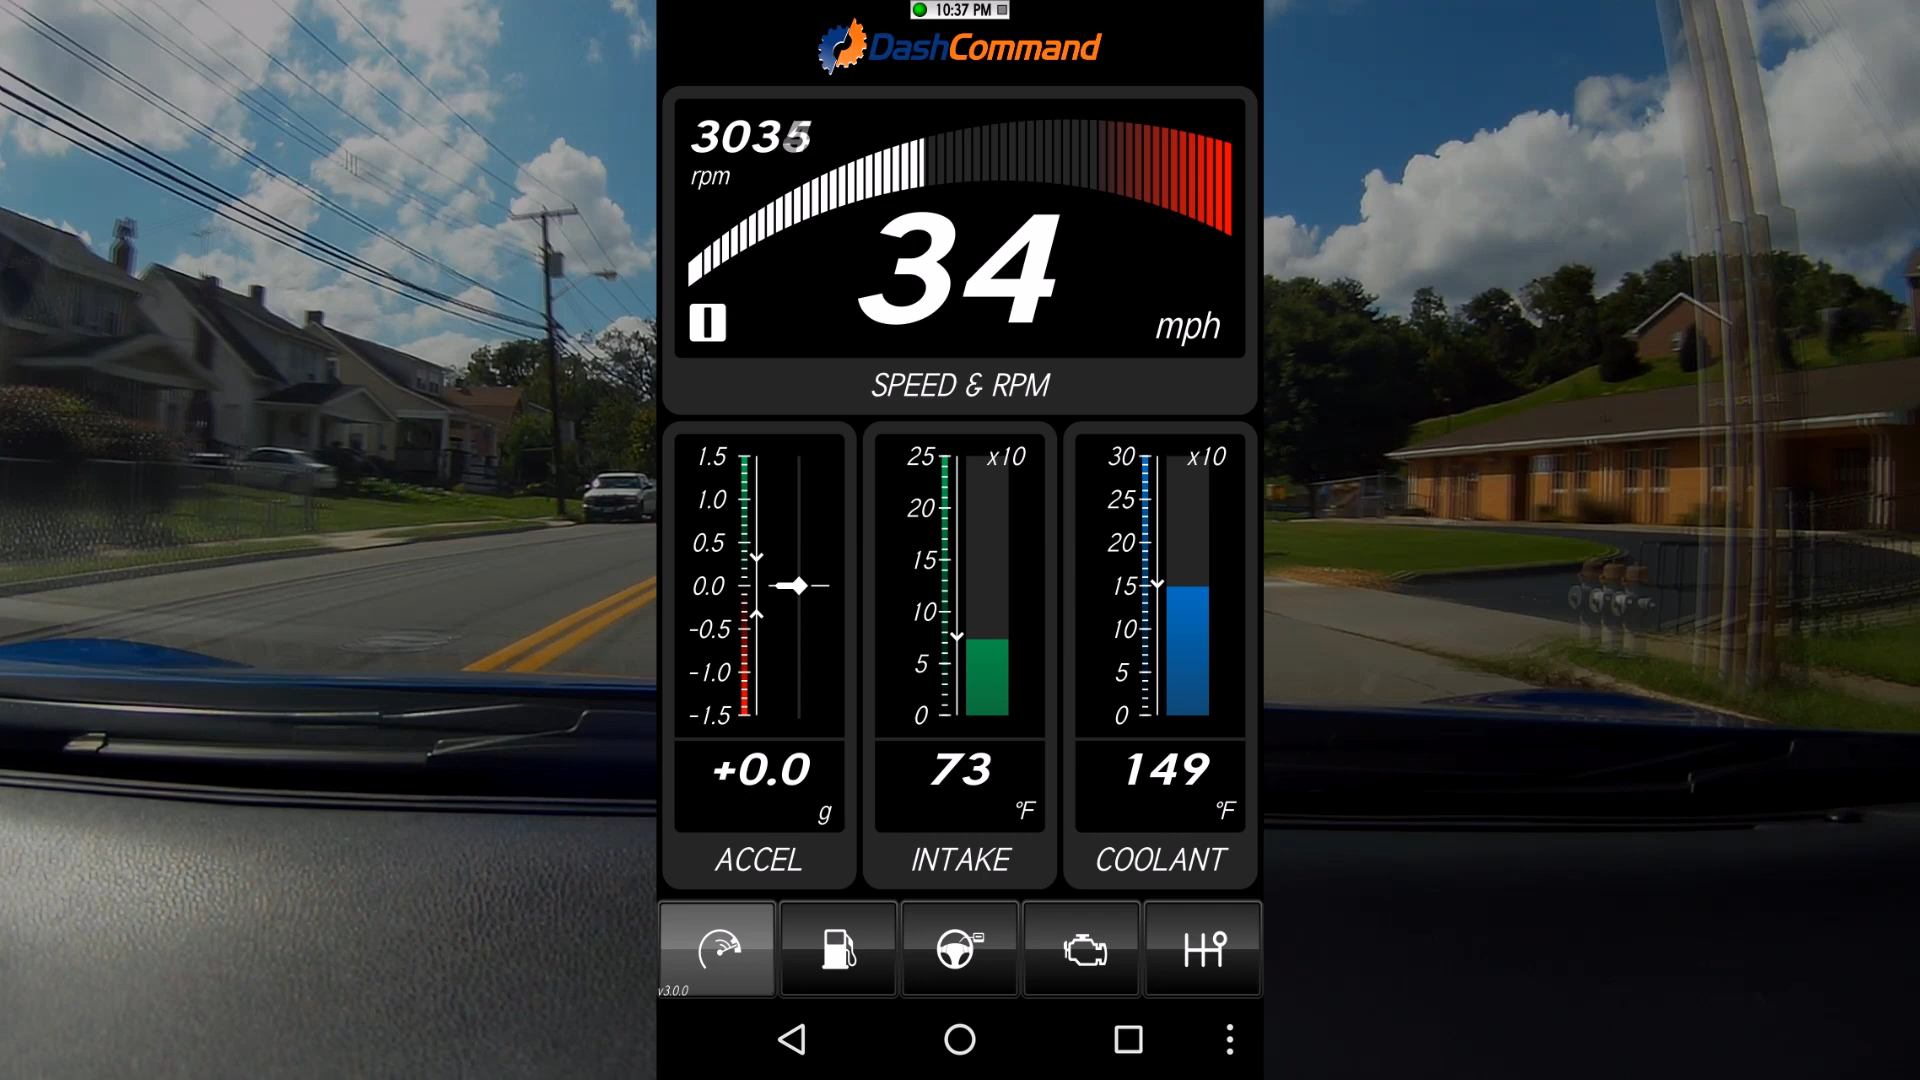 10:37 PM
DashCommand
3035
rpm
34
mph
SPEED & RPM
1.5
1.0
0.5
0.0
-0.5
-1.0
-1.5
+0.0
g
ACCEL
25 x10
20
15
10
5
0
73
°F
INTAKE
30 x10
25
20
15
10
5
0
149
°F
COOLANT
v3.0.0